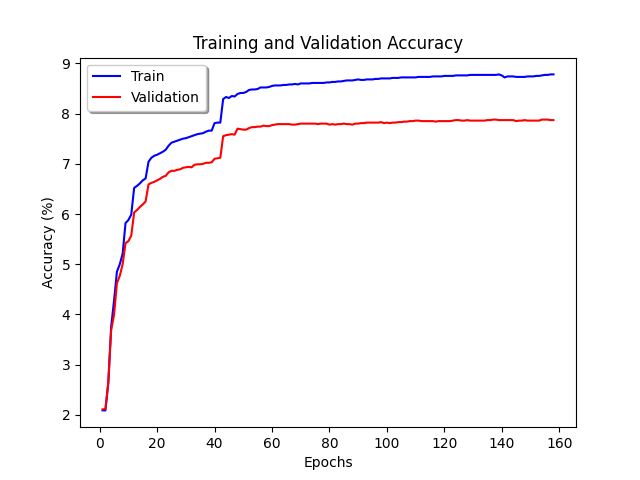 Training and Validation Accuracy
Train
Validation
Accuracy (%)
9
8
7
6
5
4
3
2
0 20 40 60 80 100 120 140 160
Epochs